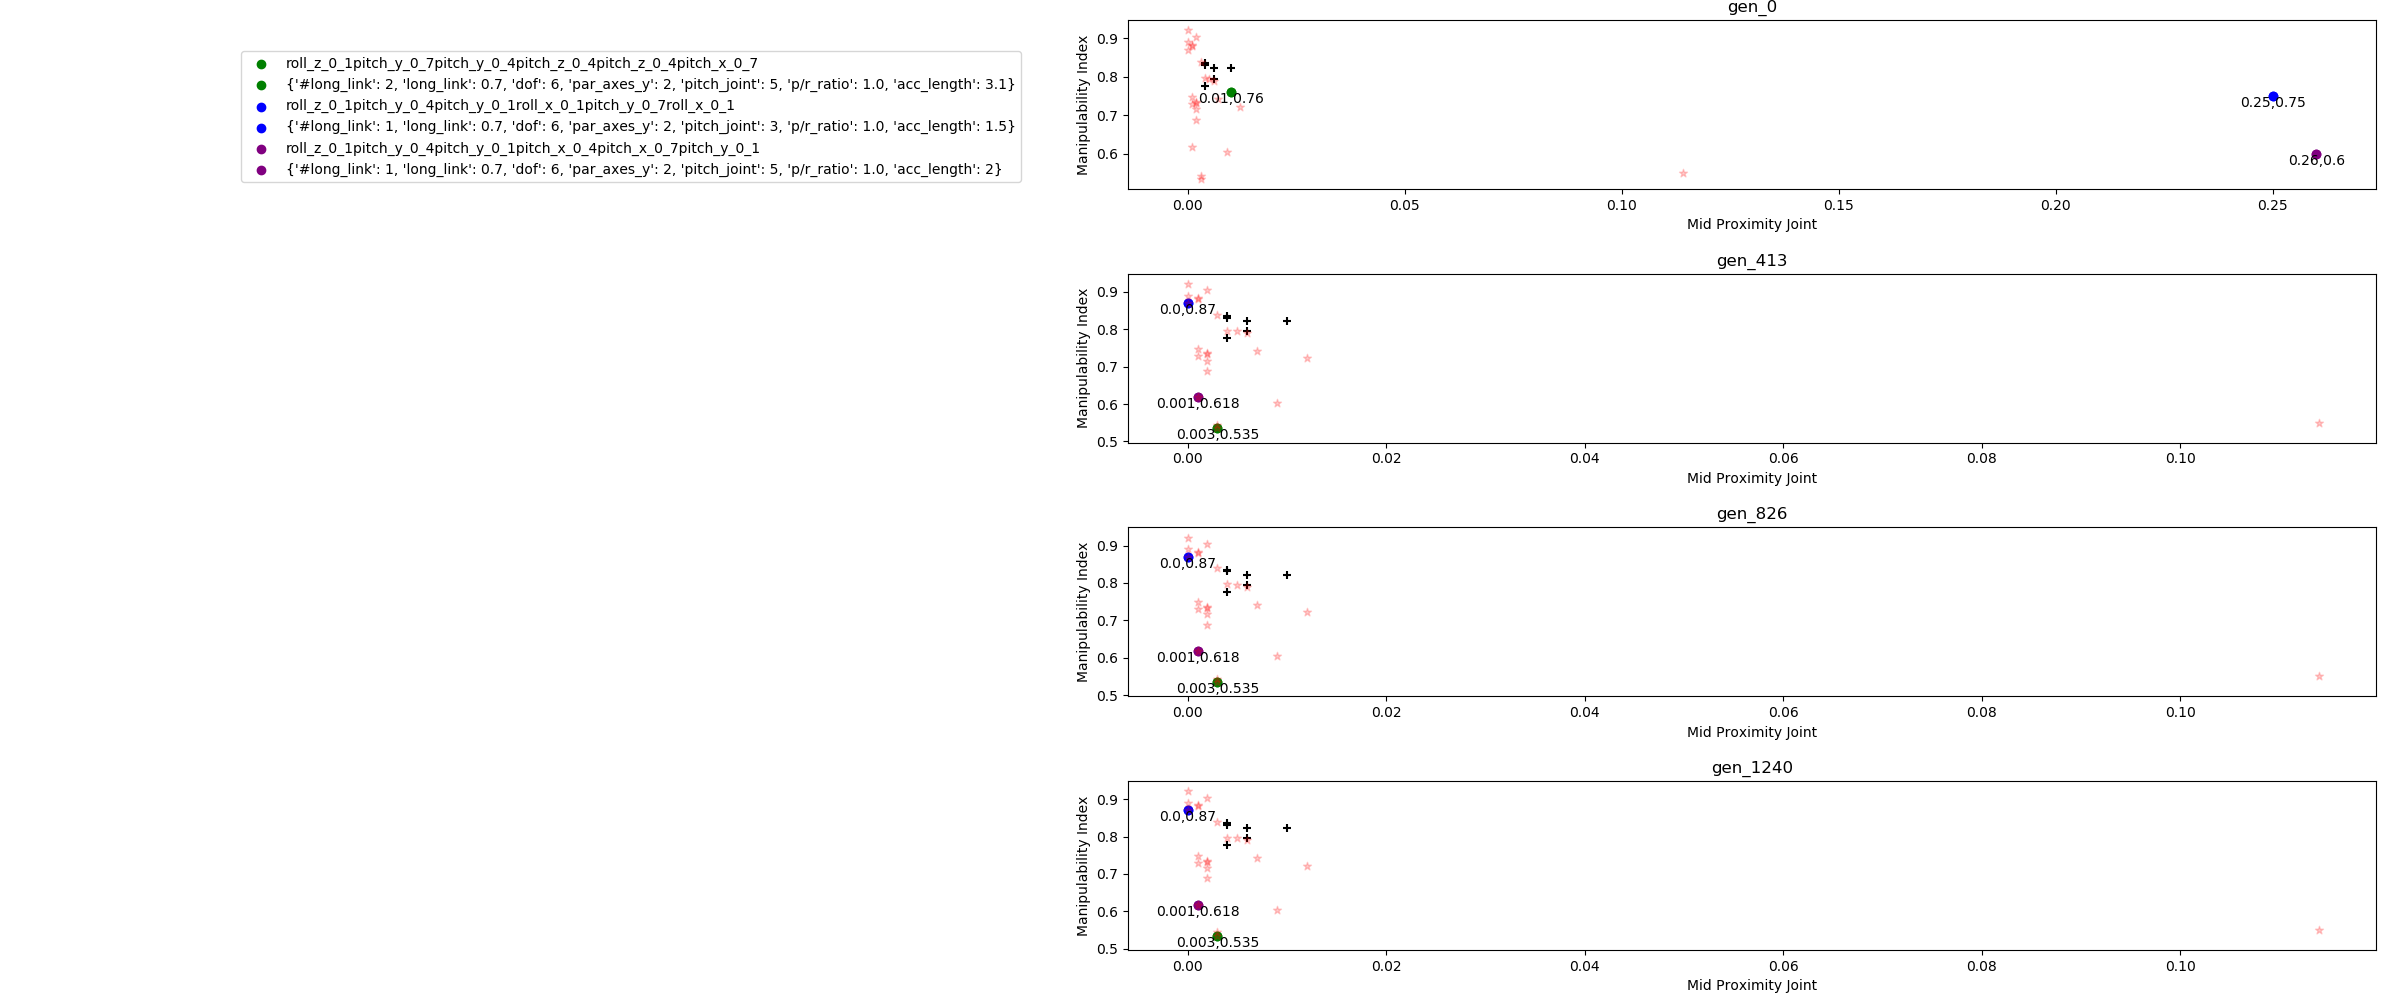 roll_z_0_1pitch_y_0_7pitch_y_0_4pitch_z_0_4pitch_z_0_4pitch_x_0_7
{'#long_link': 2, 'long_link': 0.7, 'dof': 6, 'par_axes_y': 2, 'pitch_joint': 5, 'p/r_ratio': 1.0, 'acc_length': 3.1}
roll_z_0_1pitch_y_0_4pitch_y_0_1roll_x_0_1pitch_y_0_7roll_x_0_1
{'#long_link': 1, 'long_link': 0.7, 'dof': 6, 'par_axes_y': 2, 'pitch_joint': 3, 'p/r_ratio': 1.0, 'acc_length': 1.5}
roll_z_0_1pitch_y_0_4pitch_y_0_1pitch_x_0_4pitch_x_0_7pitch_y_0_1
{'#long_link': 1, 'long_link': 0.7, 'dof': 6, 'par_axes_y': 2, 'pitch_joint': 5, 'p/r_ratio': 1.0, 'acc_length': 2}
gen_0
Manipulability Index
0.9
0.8
0.7
0.6
0.01,0.76
0.25,0.75
0.26,0.6
0.00 0.05 0.10 0.15 0.20 0.25
Mid Proximity Joint
gen_413
Manipulability Index
0.9
0.8
0.7
0.6
0.5
0.0,0.87
0.001,0.618
0.003,0.535
0.00 0.02 0.04 0.06 0.08 0.10
Mid Proximity Joint
gen_826
Manipulability Index
0.9
0.8
0.7
0.6
0.5
0.0,0.87
0.001,0.618
0.003,0.535
0.00 0.02 0.04 0.06 0.08 0.10
Mid Proximity Joint
gen_1240
Manipulability Index
0.9
0.8
0.7
0.6
0.5
0.0,0.87
0.001,0.618
0.003,0.535
0.00 0.02 0.04 0.06 0.08 0.10
Mid Proximity Joint